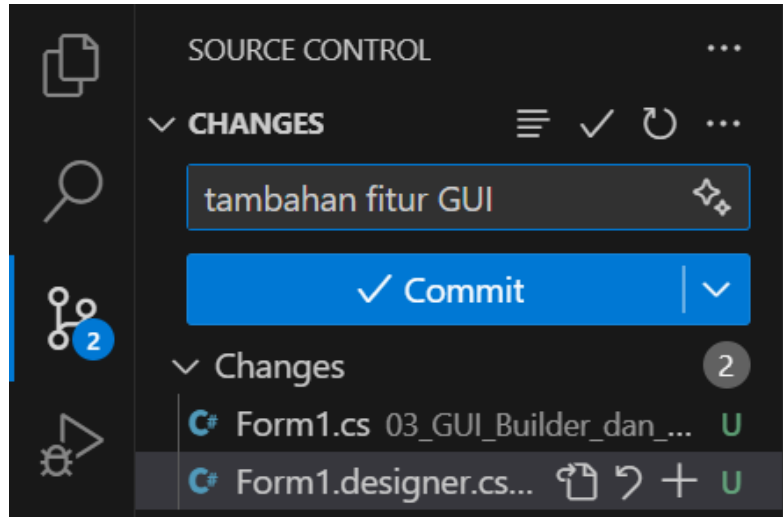 SOURCE CONTROL
CHANGES
tambahan fitur GUI
Commit
2
Changes 2
C# Form1.cs 03_GUI_Builder_dan_... U
C# Form1.designer.cs... U